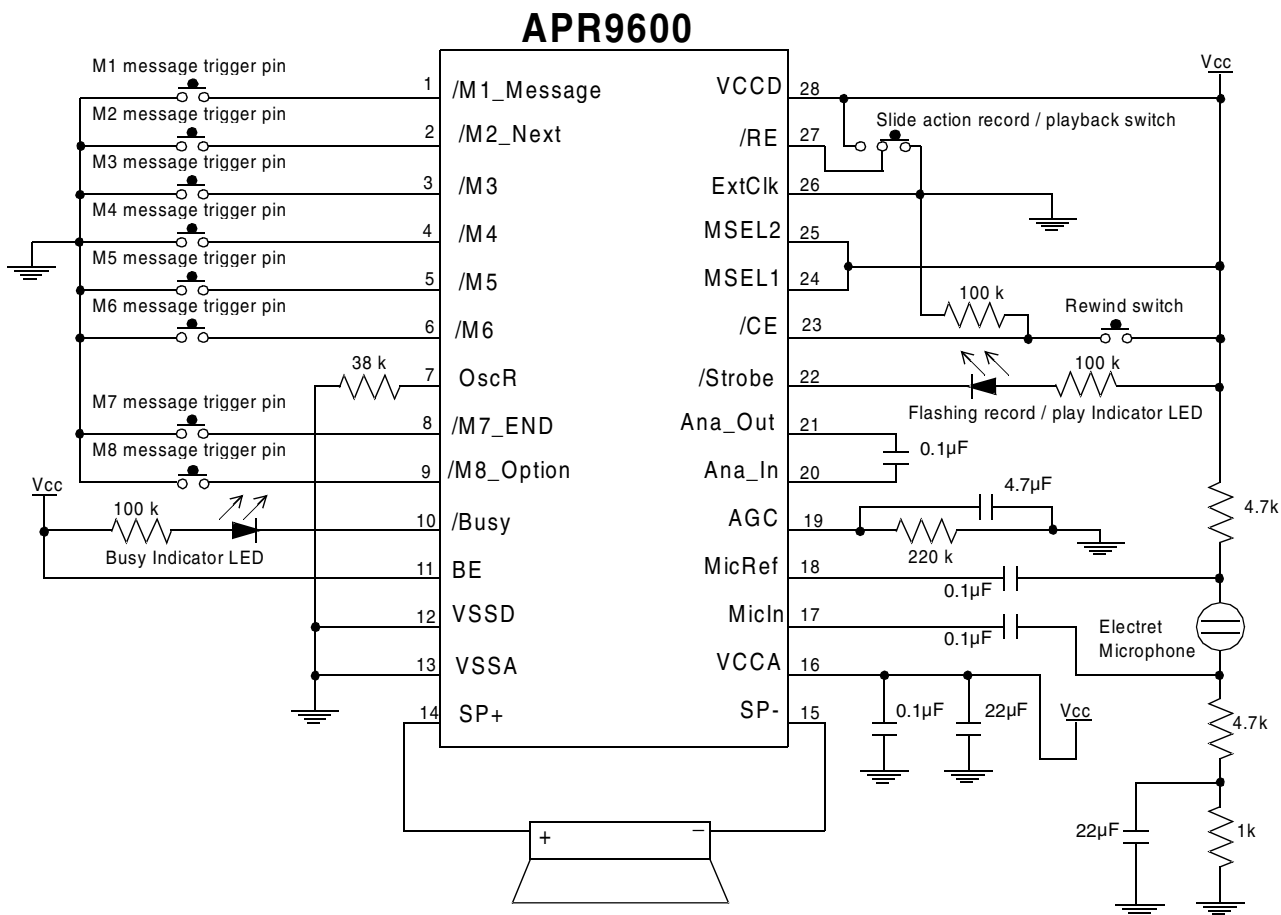 APR9600
M1 message trigger pin
1
/M1_Message
M2 message trigger pin
2
/M2_Next
M3 message trigger pin
3
/M3
M4 message trigger pin
4
/M4
M5 message trigger pin
5
/M5
M6 message trigger pin
6
/M6
38 k
7
OscR
M7 message trigger pin
8
/M7_END
M8 message trigger pin
9
/M8_Option
Vcc
100 k
10
/Busy
Busy Indicator LED
11
BE
12
VSSD
13
VSSA
14
SP+
VCCD
28
Vcc
Slide action record / playback switch
/RE
27
ExtClk
26
MSEL2
25
MSEL1
24
100 k
Rewind switch
/CE
23
100 k
/Strobe
22
Flashing record / play Indicator LED
Ana_Out
21
0.1µF
Ana_In
20
4.7µF
4.7k
AGC
19
220 k
MicRef
18
0.1µF
MicIn
17
0.1µF
Electret
Microphone
VCCA
16
SP-
15
0.1µF
22µF
Vcc
4.7k
22µF
1k
+
–